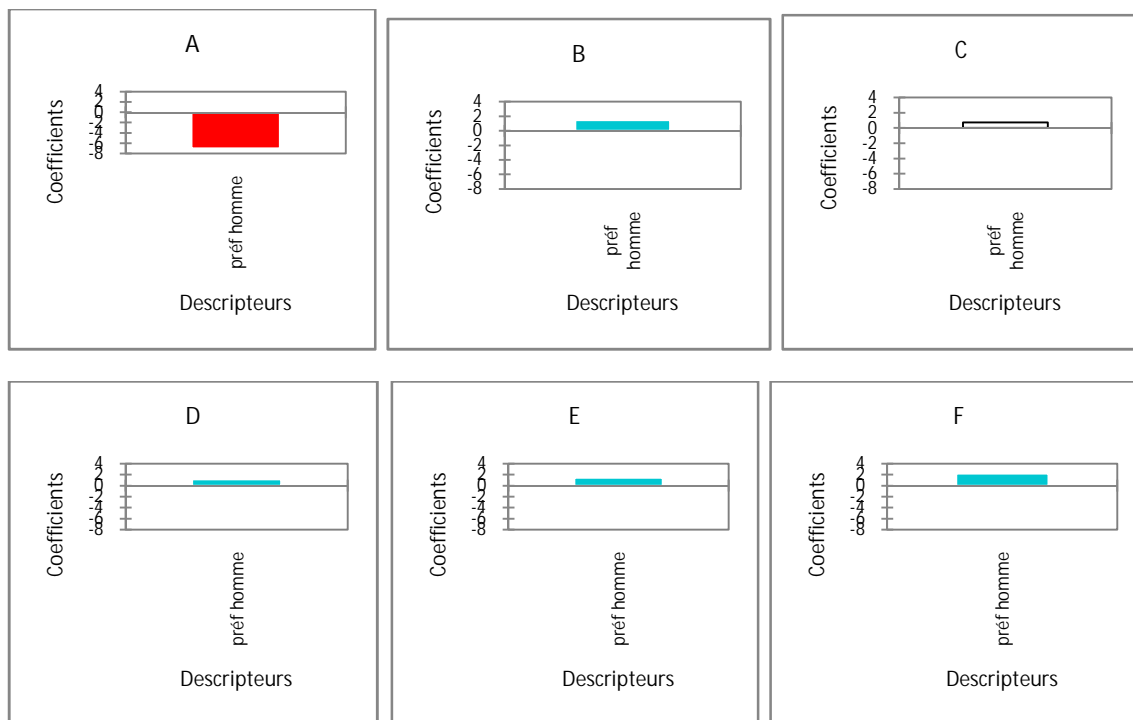 A
Coefficients
4
2
0
-2
-4
-6
-8
préf homme
Descripteurs
B
Coefficients
4
2
0
-2
-4
-6
-8
préf
homme
Descripteurs
C
Coefficients
4
2
0
-2
-4
-6
-8
préf
homme
Descripteurs
D
Coefficients
4
2
0
-2
-4
-6
-8
préf homme
Descripteurs
E
Coefficients
4
2
0
-2
-4
-6
-8
préf homme
Descripteurs
F
Coefficients
4
2
0
-2
-4
-6
-8
préf homme
Descripteurs